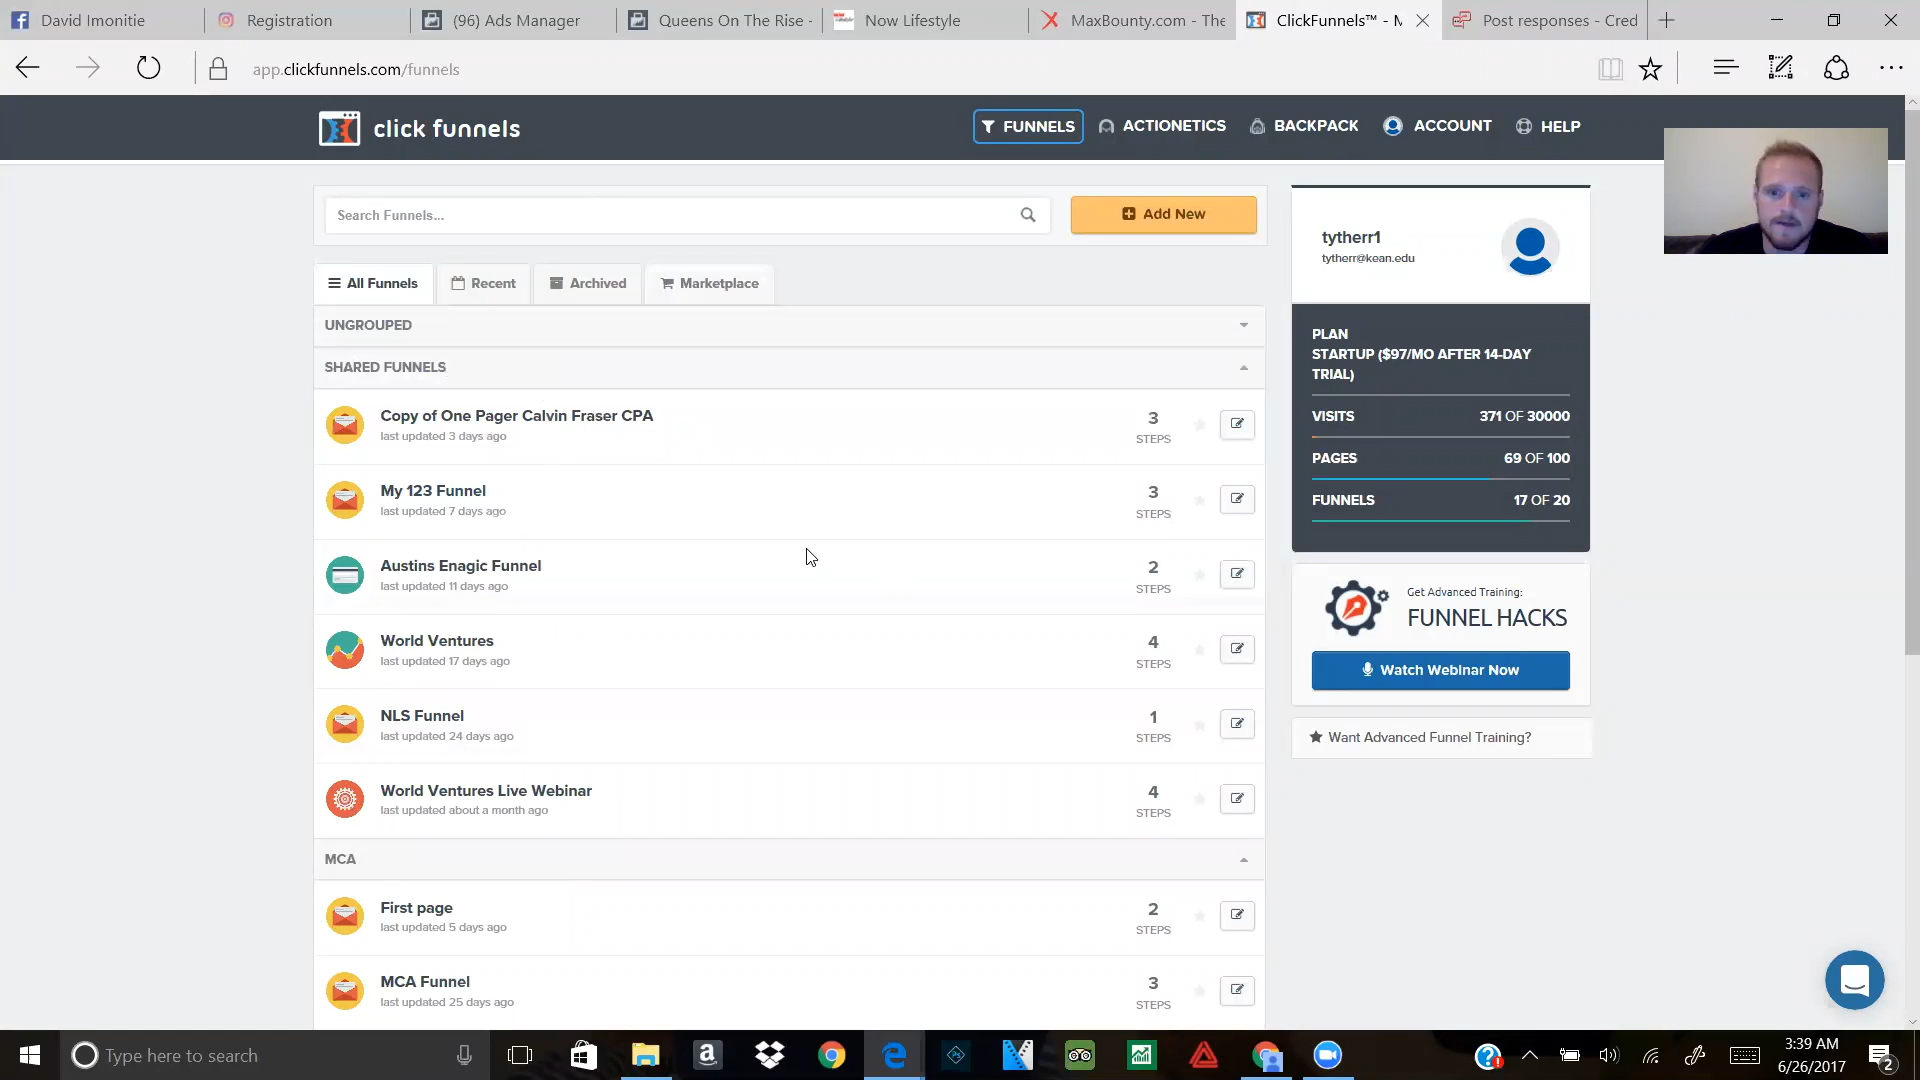 David Imonitie
Registration
(96) Ads Manager
Queens On The Rise -
Now Lifestyle
MaxBounty.com - The
ClickFunnels™ - M
Post responses - Cred
app.clickfunnels.com/funnels
click funnels
FUNNELS
ACTIONETICS
BACKPACK
ACCOUNT
HELP
Search Funnels...
Add New
All Funnels
Recent
Archived
Marketplace
UNGROUPED
SHARED FUNNELS
Copy of One Pager Calvin Fraser CPA
last updated 3 days ago
3
STEPS
My 123 Funnel
last updated 7 days ago
3
STEPS
Austins Enagic Funnel
last updated 11 days ago
2
STEPS
World Ventures
last updated 17 days ago
4
STEPS
NLS Funnel
last updated 24 days ago
1
STEPS
World Ventures Live Webinar
last updated about a month ago
4
STEPS
MCA
First page
last updated 5 days ago
2
STEPS
MCA Funnel
last updated 25 days ago
3
STEPS
tytherr1
tytherr@kean.edu
PLAN
STARTUP ($97/MO AFTER 14-DAY
TRIAL)
VISITS 371 OF 30000
PAGES 69 OF 100
FUNNELS 17 OF 20
Get Advanced Training:
FUNNEL HACKS
Watch Webinar Now
Want Advanced Funnel Training?
Type here to search
3:39 AM
6/26/2017
2